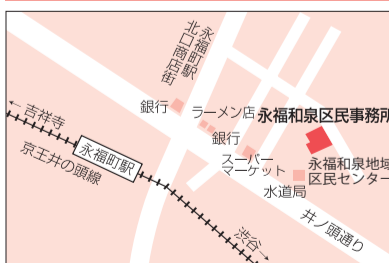 永福町駅
北口商店街
銀行
ラーメン店
永福和泉区民事務所
←吉祥寺
銀行
京王井の頭線
永福町駅
スーパー
マーケット
永福和泉地域
区民センター
水道局
井ノ頭通り
渋谷→